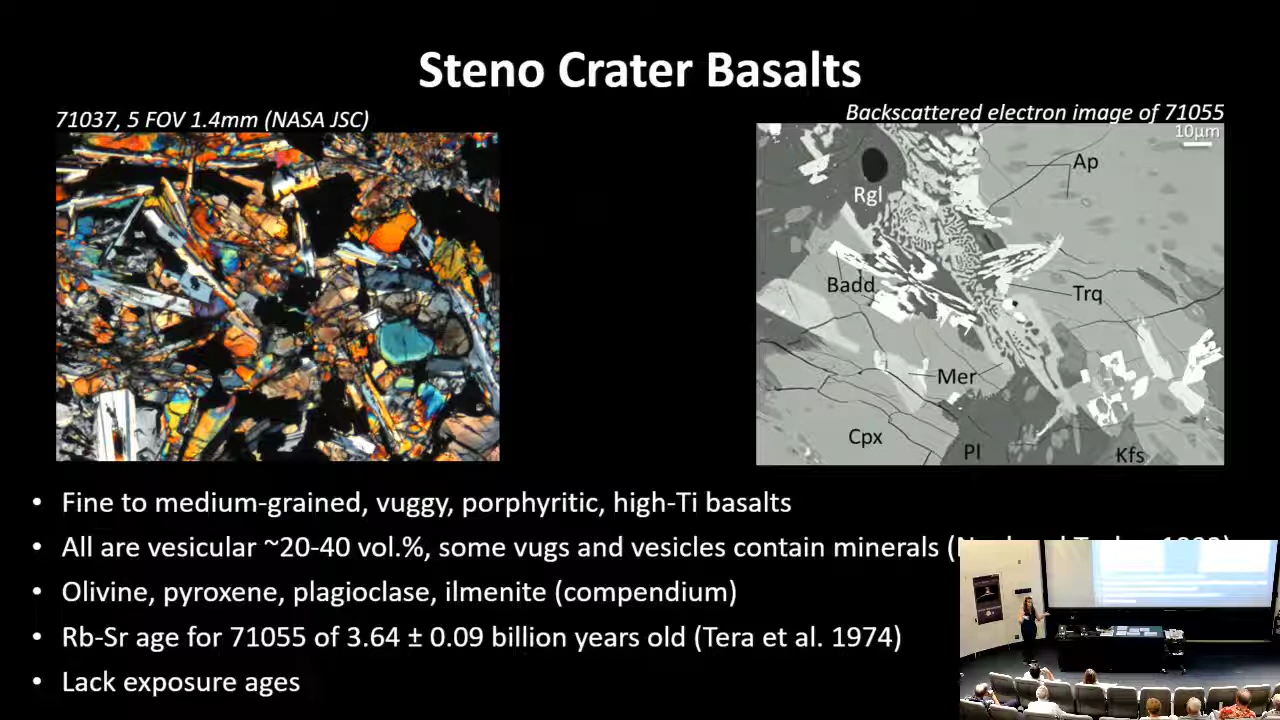 Steno Crater Basalts
71037, 5 FOV 1.4mm (NASA JSC)
Backscattered electron image of 71055
10µm
Ap
Rgl
Badd
Trq
Mer
Cpx
Pl
Kfs
• Fine to medium-grained, vuggy, porphyritic, high-Ti basalts
• All are vesicular ~20-40 vol.%, some vugs and vesicles contain minerals
• Olivine, pyroxene, plagioclase, ilmenite (compendium)
• Rb-Sr age for 71055 of 3.64 ± 0.09 billion years old (Tera et al. 1974)
• Lack exposure ages